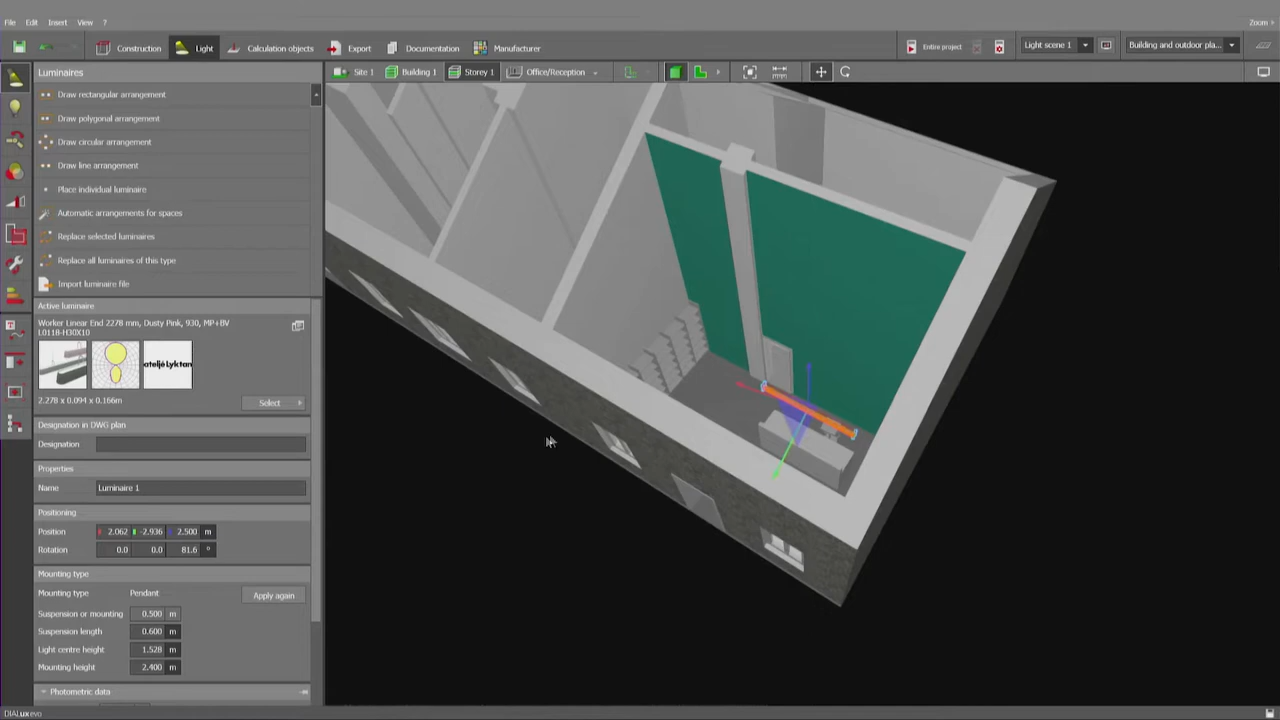 File Edit Insert View ? Zoom
Construction Light Calculation objects Export Documentation Manufacturer Entire project Light scene 1 Building and outdoor pla...
Luminaires Site 1 Building 1 Storey 1 Office/Reception
Draw rectangular arrangement
Draw polygonal arrangement
Draw circular arrangement
Draw line arrangement
Place individual luminaire
Automatic arrangements for spaces
Replace selected luminaires
Replace all luminaires of this type
Import luminaire file
Active luminaire
Worker Linear End 2278 mm, Dusty Pink, 930, MP+BV
L0118-H30X10
ateljé Lyktan
2.278 x 0.094 x 0.166m
Select
Designation in DWG plan
Designation
Properties
Name Luminaire 1
Positioning
Position 2.062 -2.936 2.500 m
Rotation 0.0 0.0 81.6 °
Mounting type
Mounting type Pendant Apply again
Suspension or mounting 0.500 m
Suspension length 0.600 m
Light centre height 1.528 m
Mounting height 2.400 m
Photometric data
DIALux evo